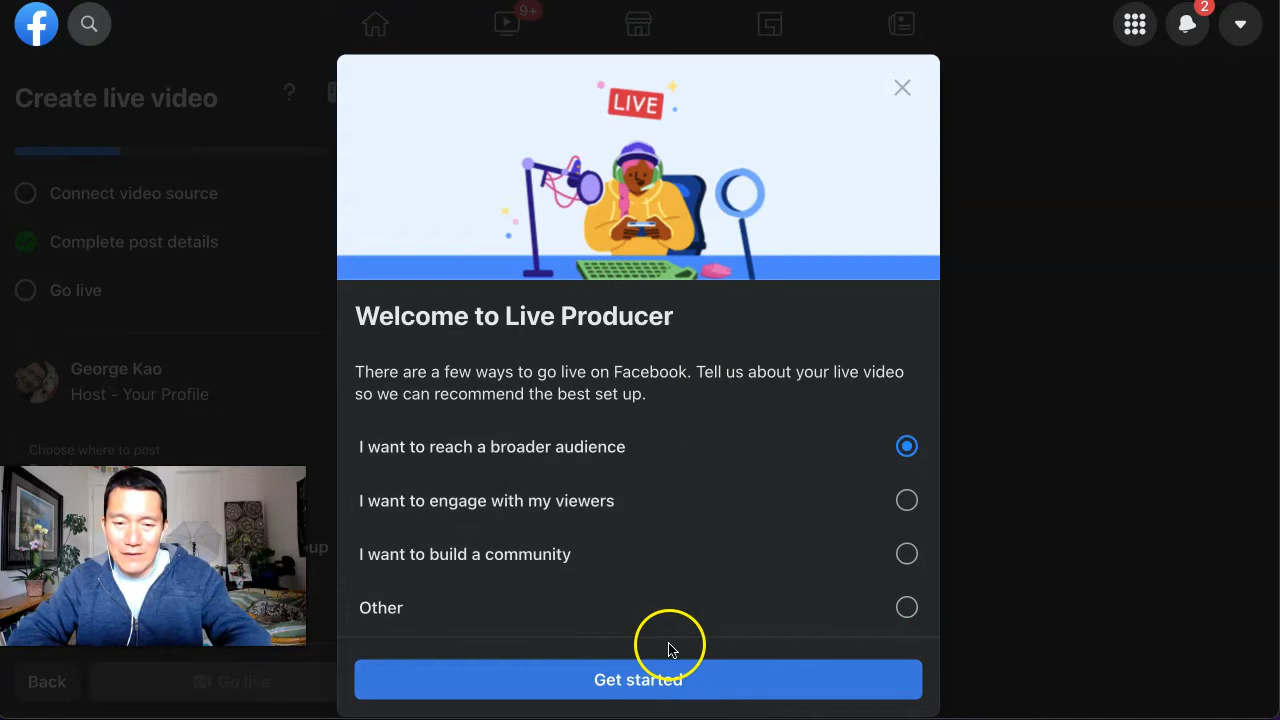 9+
2
Create live video
?
Connect video source
Complete post details
Go live
George Kao
Host - Your Profile
Choose where to post
Back
Go live
LIVE
Welcome to Live Producer
There are a few ways to go live on Facebook. Tell us about your live video
so we can recommend the best set up.
I want to reach a broader audience
I want to engage with my viewers
I want to build a community
Other
Get started